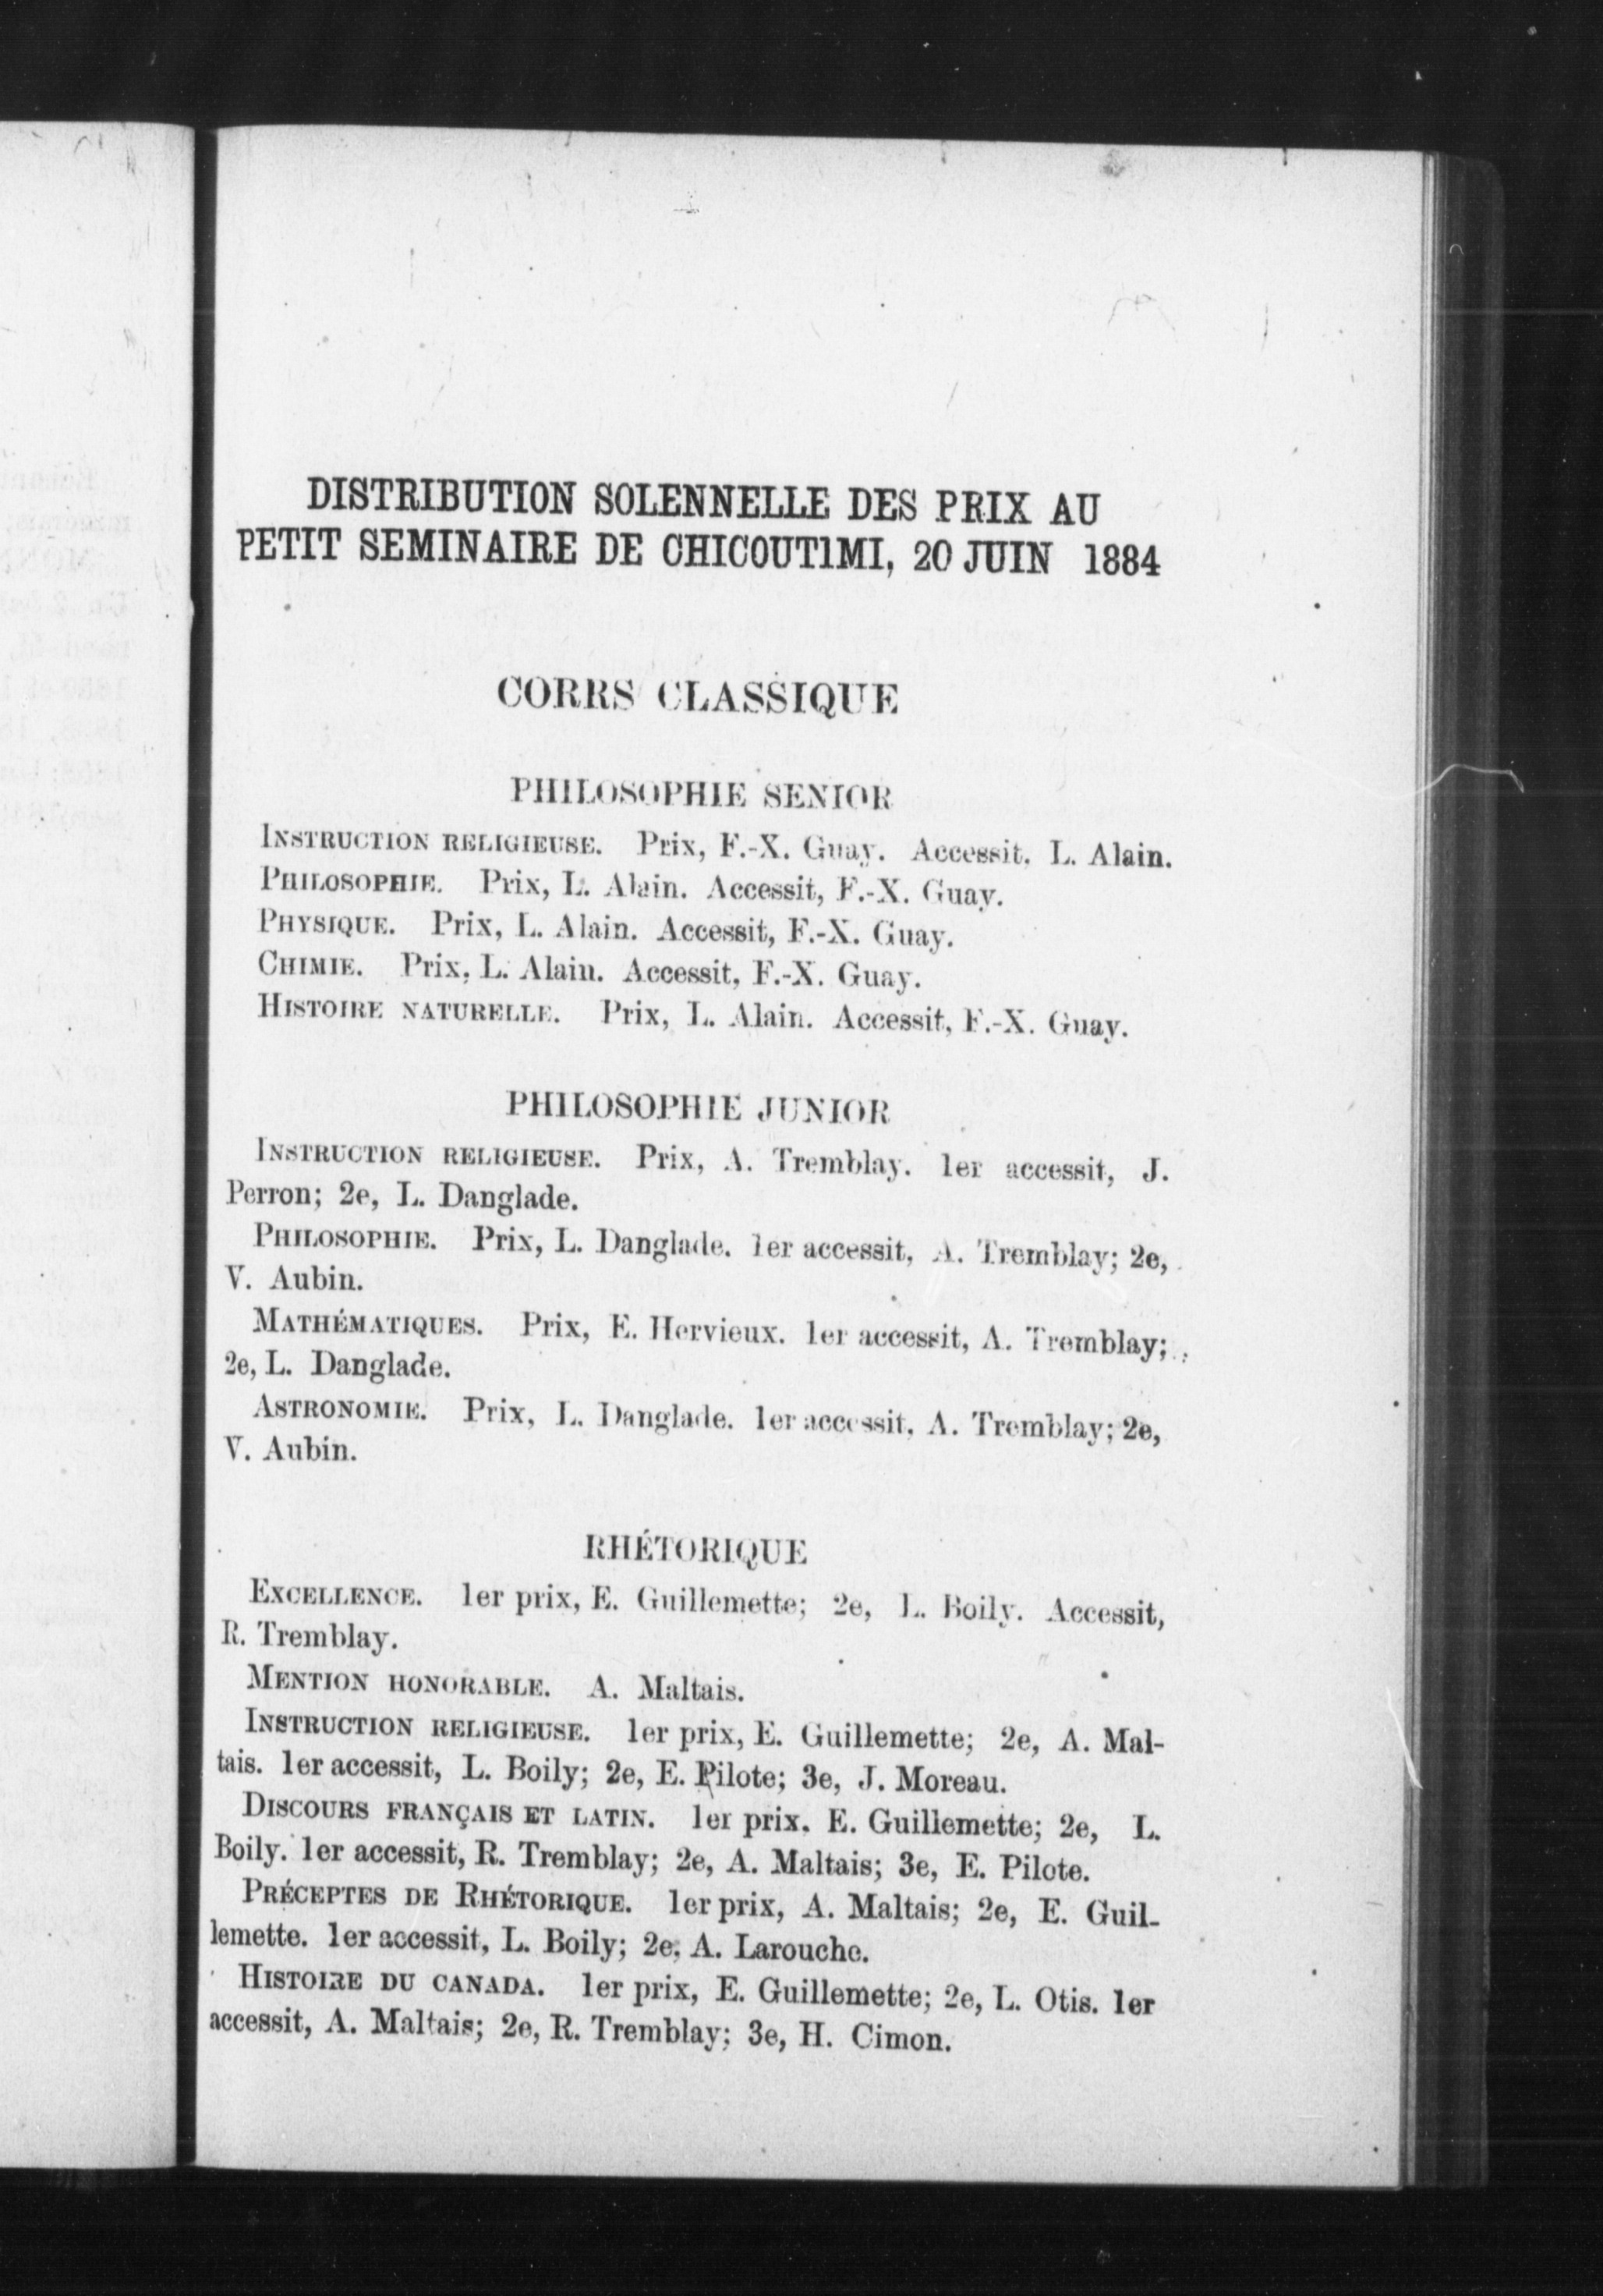 DISTRIBUTION SOLENNELLE DES PRIX AU
PETIT SEMINAIRE DE CHICOUT1MI, 20 JUIN 1884
CORRS CLASSIQUE
PHILOSOPHIE SENIOR
INSTRUCTION RELIGIEUSE. Prix, F.-X. Guay. Accessit, L. Alain.
PHILOSOPHIE. Prix, L. Alain. Accessit, F.-X. Guay.
PHYSIQUE. Prix, L. Alain. Accessit, F.-X. Guay.
CHIMIE. Prix, L. Alain. Accessit, F.-X. Guay.
HISTOIRE NATURELLE. Prix, L. Alain. Accessit, F.-X. Guay.
PHILOSOPHIE JUNIOR
INSTRUCTION RELIGIEUSE. Prix, A. Tremblay. 1er accessit, J.
Perron; 2e, L. Danglade.
PHILOSOPHIE. Prix, L. Danglade. 1er accessit, A. Tremblay; 2e,
V. Aubin.
MATHÉMATIQUES. Prix, E. Hervieux. 1er accessit, A. Tremblay;
2e, L. Danglade.
ASTRONOMIE. Prix, L. Danglade. 1er accessit, A. Tremblay; 2e,
V. Aubin.
RHÉTORIQUE
EXCELLENCE. 1er prix, E. Guillemette; 2e, L. Boily. Accessit,
R. Tremblay.
MENTION HONORABLE. A. Maltais.
INSTRUCTION RELIGIEUSE. 1er prix, E. Guillemette; 2e, A. Mal-
tais. 1er accessit, L. Boily; 2e, E. Pilote; 3e, J. Moreau.
DISCOURS FRANÇAIS ET LATIN. 1er prix, E. Guillemette; 2e, L.
Boily. 1er accessit, R. Tremblay; 2e, A. Maltais; 3e, E. Pilote.
PRÉCEPTES DE RHÉTORIQUE. 1er prix, A. Maltais; 2e, E. Guil-
lemette. 1er accessit, L. Boily; 2e, A. Larouche.
HISTOIRE DU CANADA. 1er prix, E. Guillemette; 2e, L. Otis. 1er
accessit, A. Maltais; 2e, R. Tremblay; 3e, H. Cimon.